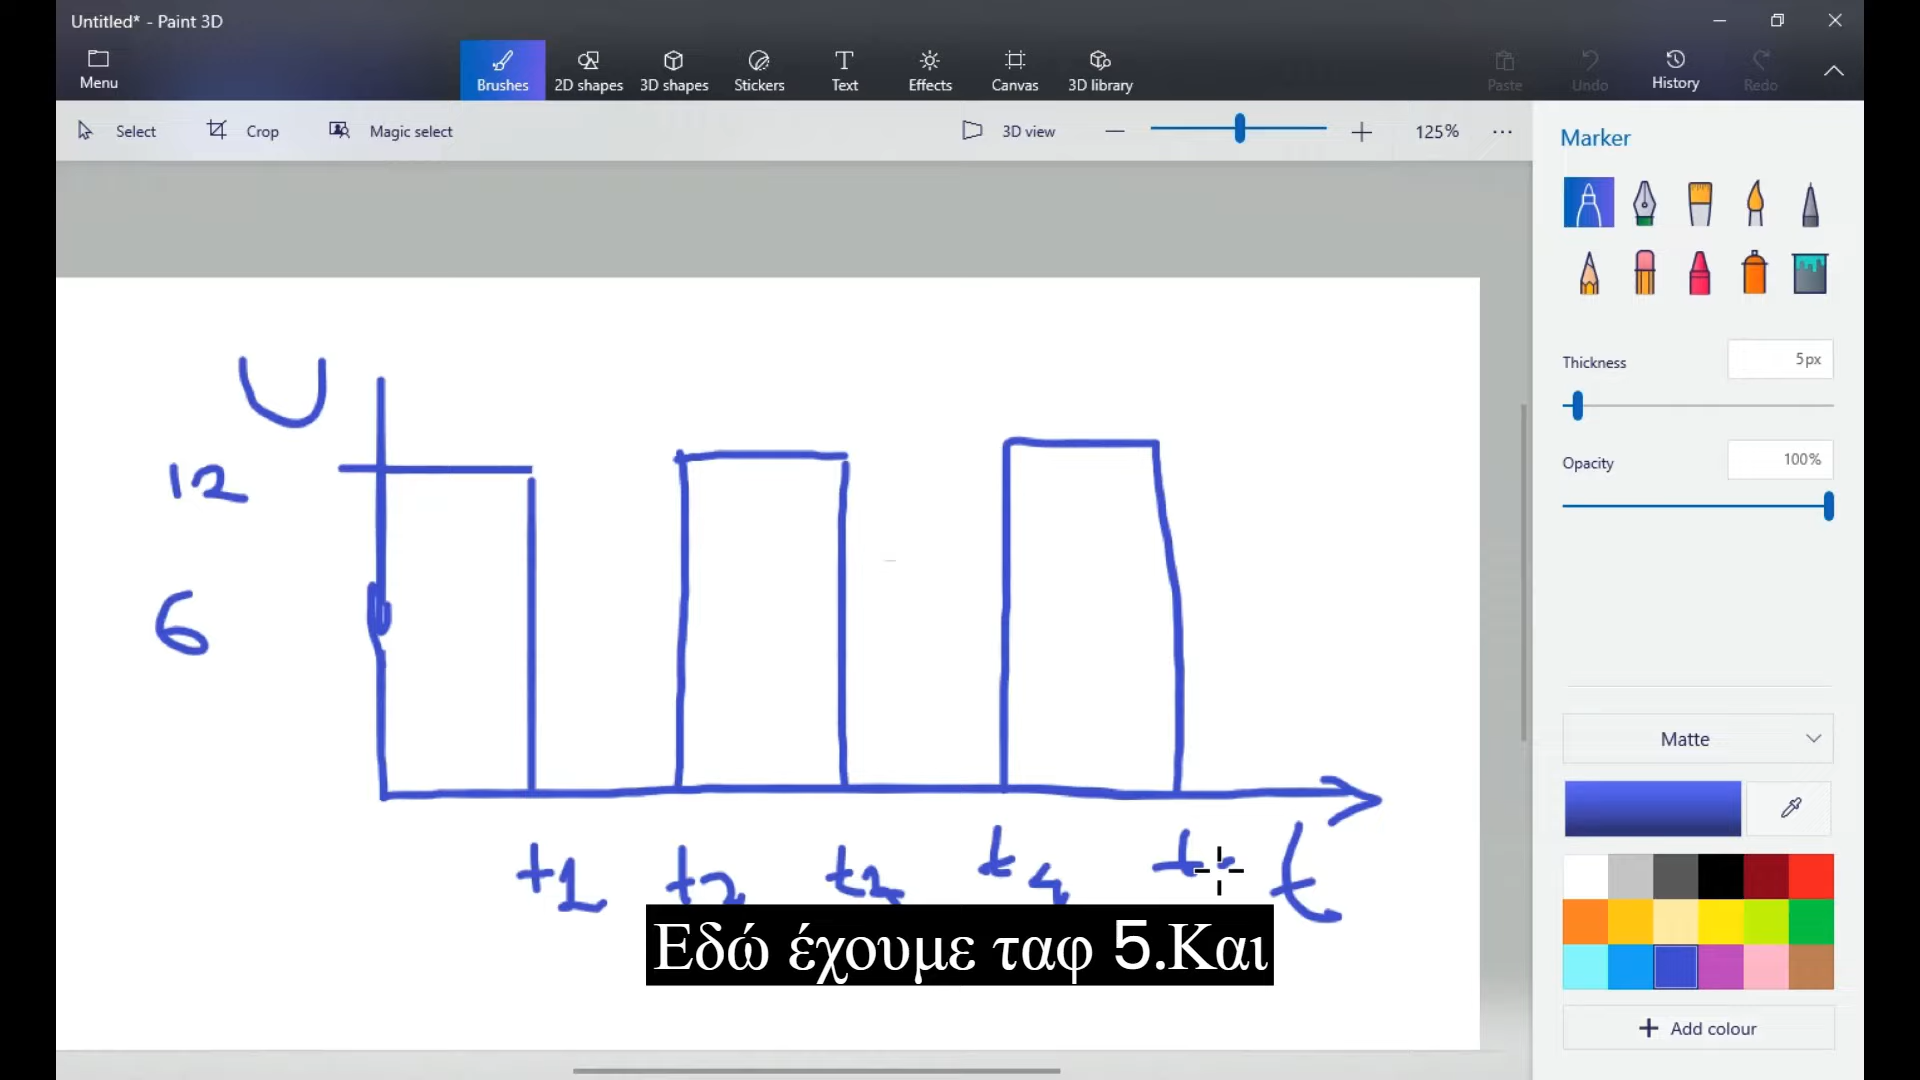 Untitled* - Paint 3D
Menu
Brushes
2D shapes
3D shapes
Stickers
Text
Effects
Canvas
3D library
Paste
Undo
History
Redo
Select
Crop
Magic select
3D view
125%
Marker
Thickness
5px
Opacity
100%
Matte
Add colour
U
12
6
t1
t2
t3
t4
t
t
Εδώ έχουμε ταφ 5.Και